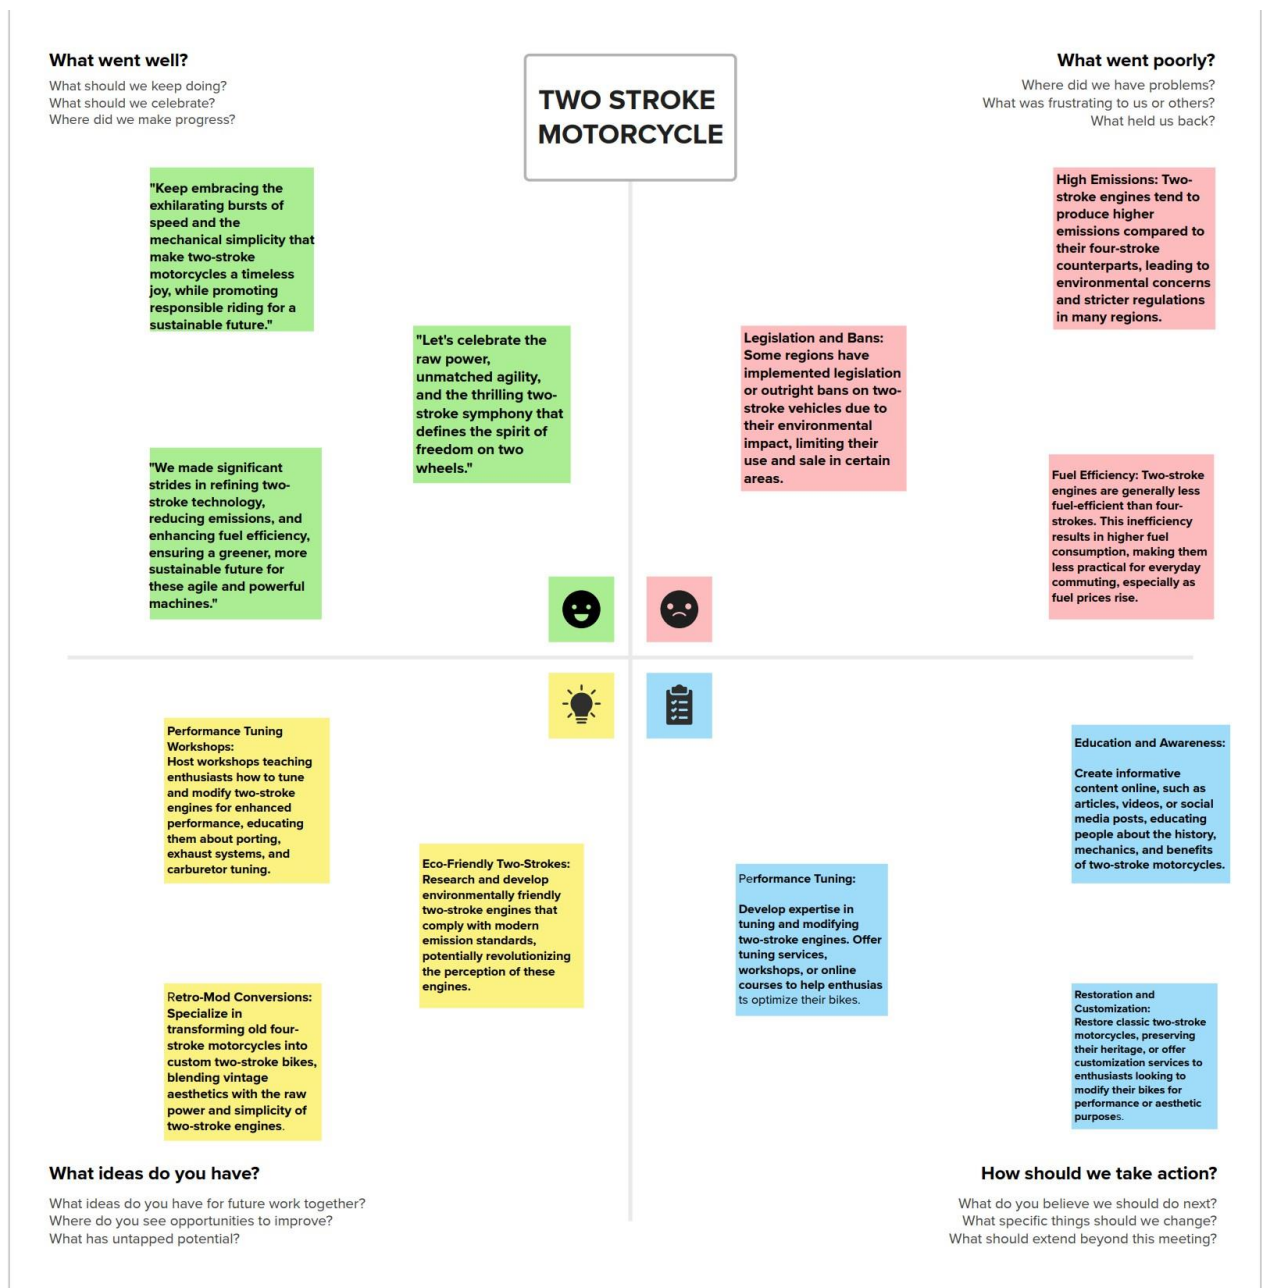 What went well?
What should we keep doing?
What should we celebrate?
Where did we make progress?
TWO STROKE
MOTORCYCLE
What went poorly?
Where did we have problems?
What was frustrating to us or others?
What held us back?
"Keep embracing the
exhilarating bursts of
speed and the
mechanical simplicity that
make two-stroke
motorcycles a timeless
joy, while promoting
responsible riding for a
sustainable future."
"Let's celebrate the
raw power,
unmatched agility,
and the thrilling two-
stroke symphony that
defines the spirit of
freedom on two
wheels."
"We made significant
strides in refining two-
stroke technology,
reducing emissions, and
enhancing fuel efficiency,
ensuring a greener, more
sustainable future for
these agile and powerful
machines."
High Emissions: Two-
stroke engines tend to
produce higher
emissions compared to
their four-stroke
counterparts, leading to
environmental concerns
and stricter regulations
in many regions.
Legislation and Bans:
Some regions have
implemented legislation
or outright bans on two-
stroke vehicles due to
their environmental
impact, limiting their
use and sale in certain
areas.
Fuel Efficiency: Two-stroke
engines are generally less
fuel-efficient than four-
strokes. This inefficiency
results in higher fuel
consumption, making them
less practical for everyday
commuting, especially as
fuel prices rise.
Performance Tuning
Workshops:
Host workshops teaching
enthusiasts how to tune
and modify two-stroke
engines for enhanced
performance, educating
them about porting,
exhaust systems, and
carburetor tuning.
Eco-Friendly Two-Strokes:
Research and develop
environmentally friendly
two-stroke engines that
comply with modern
emission standards,
potentially revolutionizing
the perception of these
engines.
Retro-Mod Conversions:
Specialize in
transforming old four-
stroke motorcycles into
custom two-stroke bikes,
blending vintage
aesthetics with the raw
power and simplicity of
two-stroke engines.
Education and Awareness:
Create informative
content online, such as
articles, videos, or social
media posts, educating
people about the history,
mechanics, and benefits
of two-stroke motorcycles.
Performance Tuning:
Develop expertise in
tuning and modifying
two-stroke engines. Offer
tuning services,
workshops, or online
courses to help enthusias
ts optimize their bikes.
Restoration and
Customization:
Restore classic two-stroke
motorcycles, preserving
their heritage, or offer
customization services to
enthusiasts looking to
modify their bikes for
performance or aesthetic
purposes.
What ideas do you have?
What ideas do you have for future work together?
Where do you see opportunities to improve?
What has untapped potential?
How should we take action?
What do you believe we should do next?
What specific things should we change?
What should extend beyond this meeting?